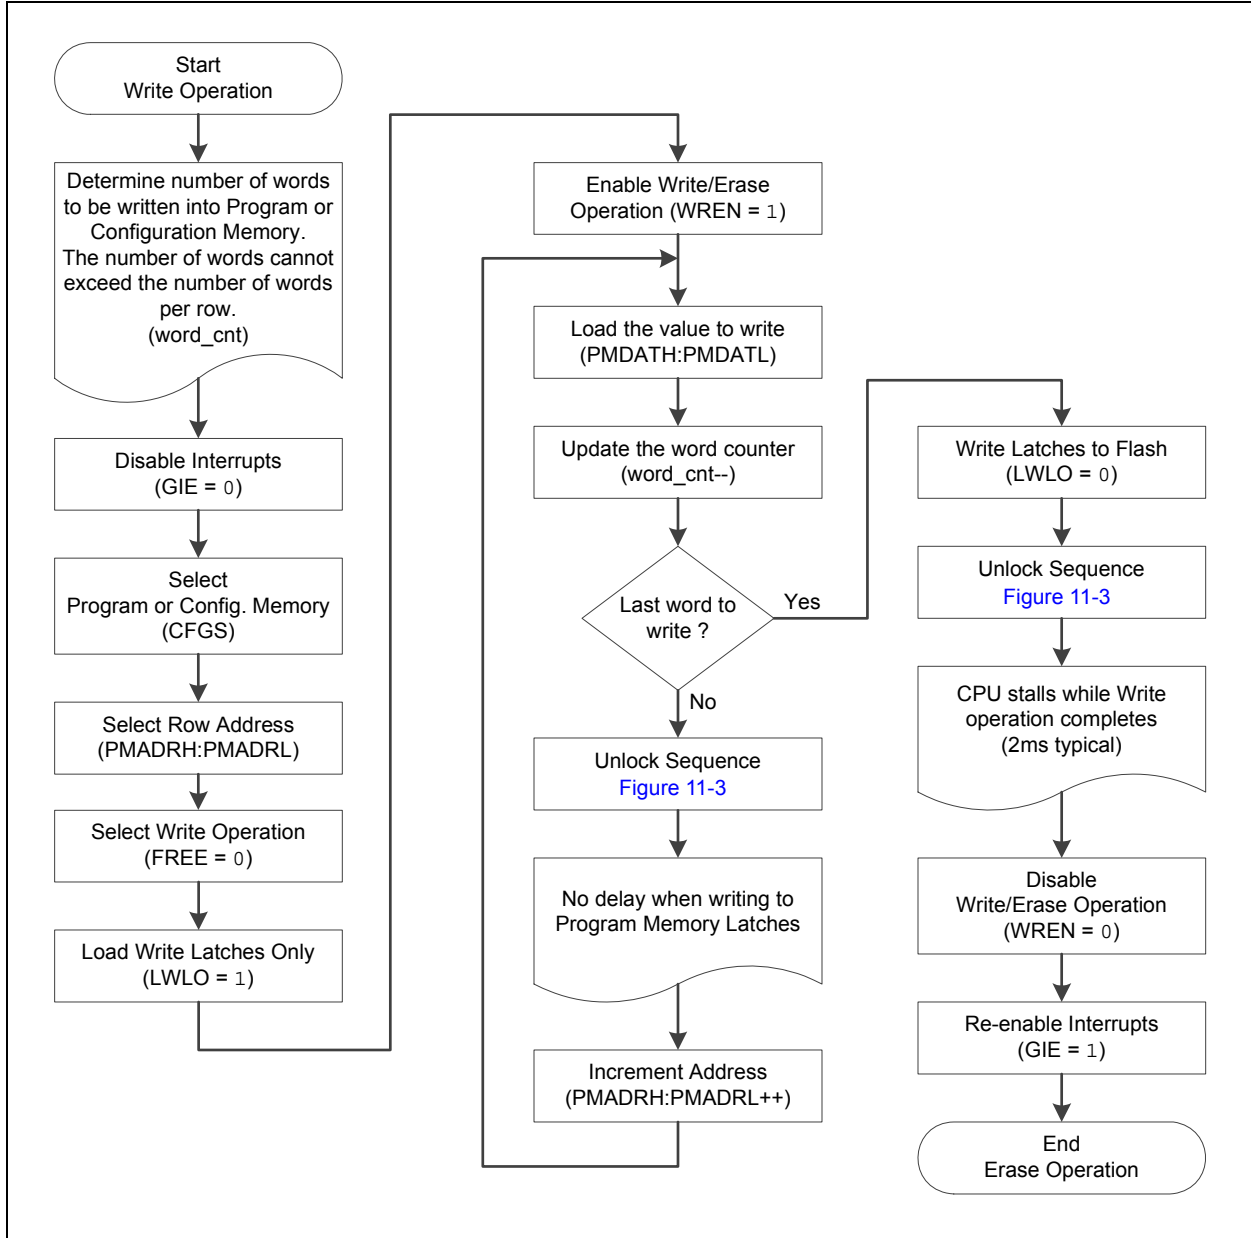 Start
Write Operation
Determine number of words
to be written into Program or
Configuration Memory.
The number of words cannot
exceed the number of words
per row.
(word_cnt)
Disable Interrupts
(GIE = 0)
Select
Program or Config. Memory
(CFGS)
Select Row Address
(PMADRH:PMADRL)
Select Write Operation
(FREE = 0)
Load Write Latches Only
(LWLO = 1)
Enable Write/Erase
Operation (WREN = 1)
Load the value to write
(PMDATH:PMDATL)
Update the word counter
(word_cnt--)
Last word to
write ?
Yes
No
Unlock Sequence
Figure 11-3
No delay when writing to
Program Memory Latches
Increment Address
(PMADRH:PMADRL++)
Write Latches to Flash
(LWLO = 0)
Unlock Sequence
Figure 11-3
CPU stalls while Write
operation completes
(2ms typical)
Disable
Write/Erase Operation
(WREN = 0)
Re-enable Interrupts
(GIE = 1)
End
Erase Operation